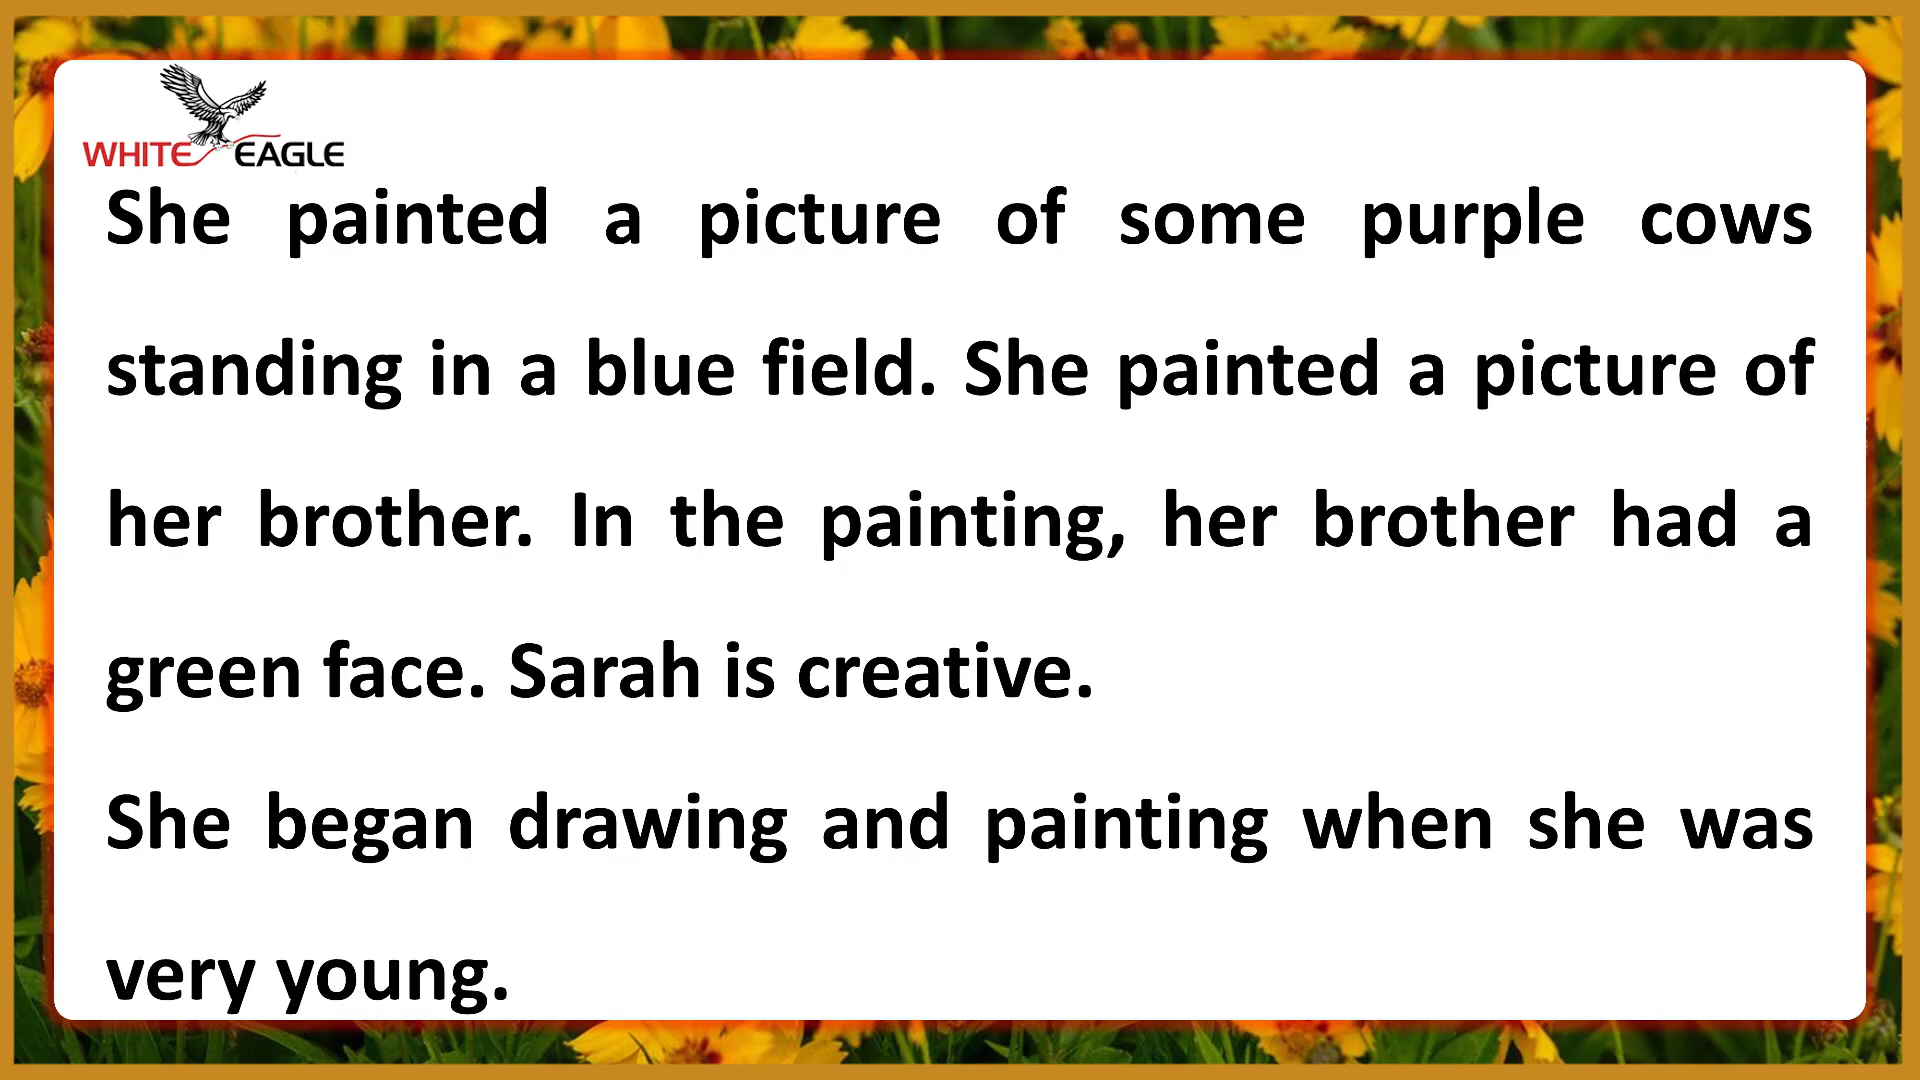 WHITE EAGLE
She painted a picture of some purple cows
standing in a blue field. She painted a picture of
her brother. In the painting, her brother had a
green face. Sarah is creative.
She began drawing and painting when she was
very young.